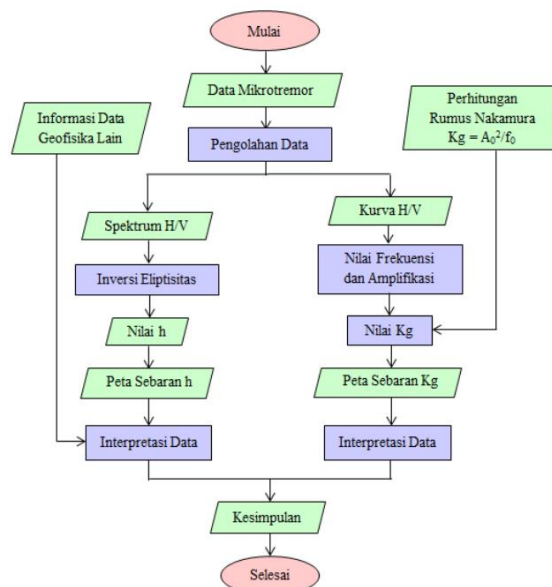 Mulai
Data Mikrotremor
Informasi Data
Geofisika Lain
Perhitungan
Rumus Nakamura
Kg = A₀²/f₀
Pengolahan Data
Spektrum H/V
Kurva H/V
Inversi Eliptisitas
Nilai Frekuensi
dan Amplifikasi
Nilai h
Nilai Kg
Peta Sebaran h
Peta Sebaran Kg
Interpretasi Data
Interpretasi Data
Kesimpulan
Selesai